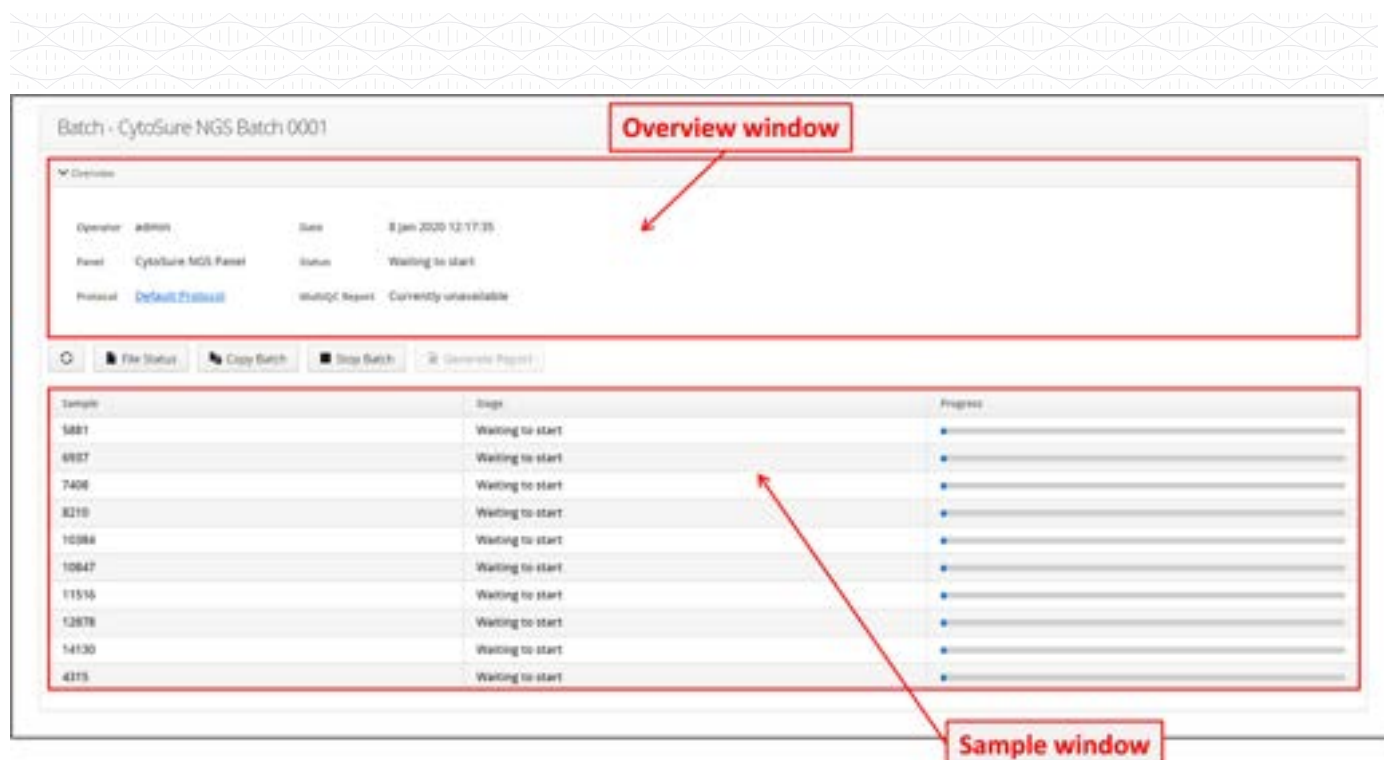 Batch - CytoSure NGS Batch 0001
Overview window
Overview
Operator admin Date 8 Jan 2020 12:17:35
Panel CytoSure NGS Panel Status Waiting to start
Protocol Default Protocol MultiQC Report Currently unavailable
File Status Copy Batch Stop Batch Generate Report
Sample Stage Progress
5881 Waiting to start
6937 Waiting to start
7408 Waiting to start
8210 Waiting to start
10384 Waiting to start
10847 Waiting to start
11516 Waiting to start
12878 Waiting to start
14130 Waiting to start
4315 Waiting to start
Sample window